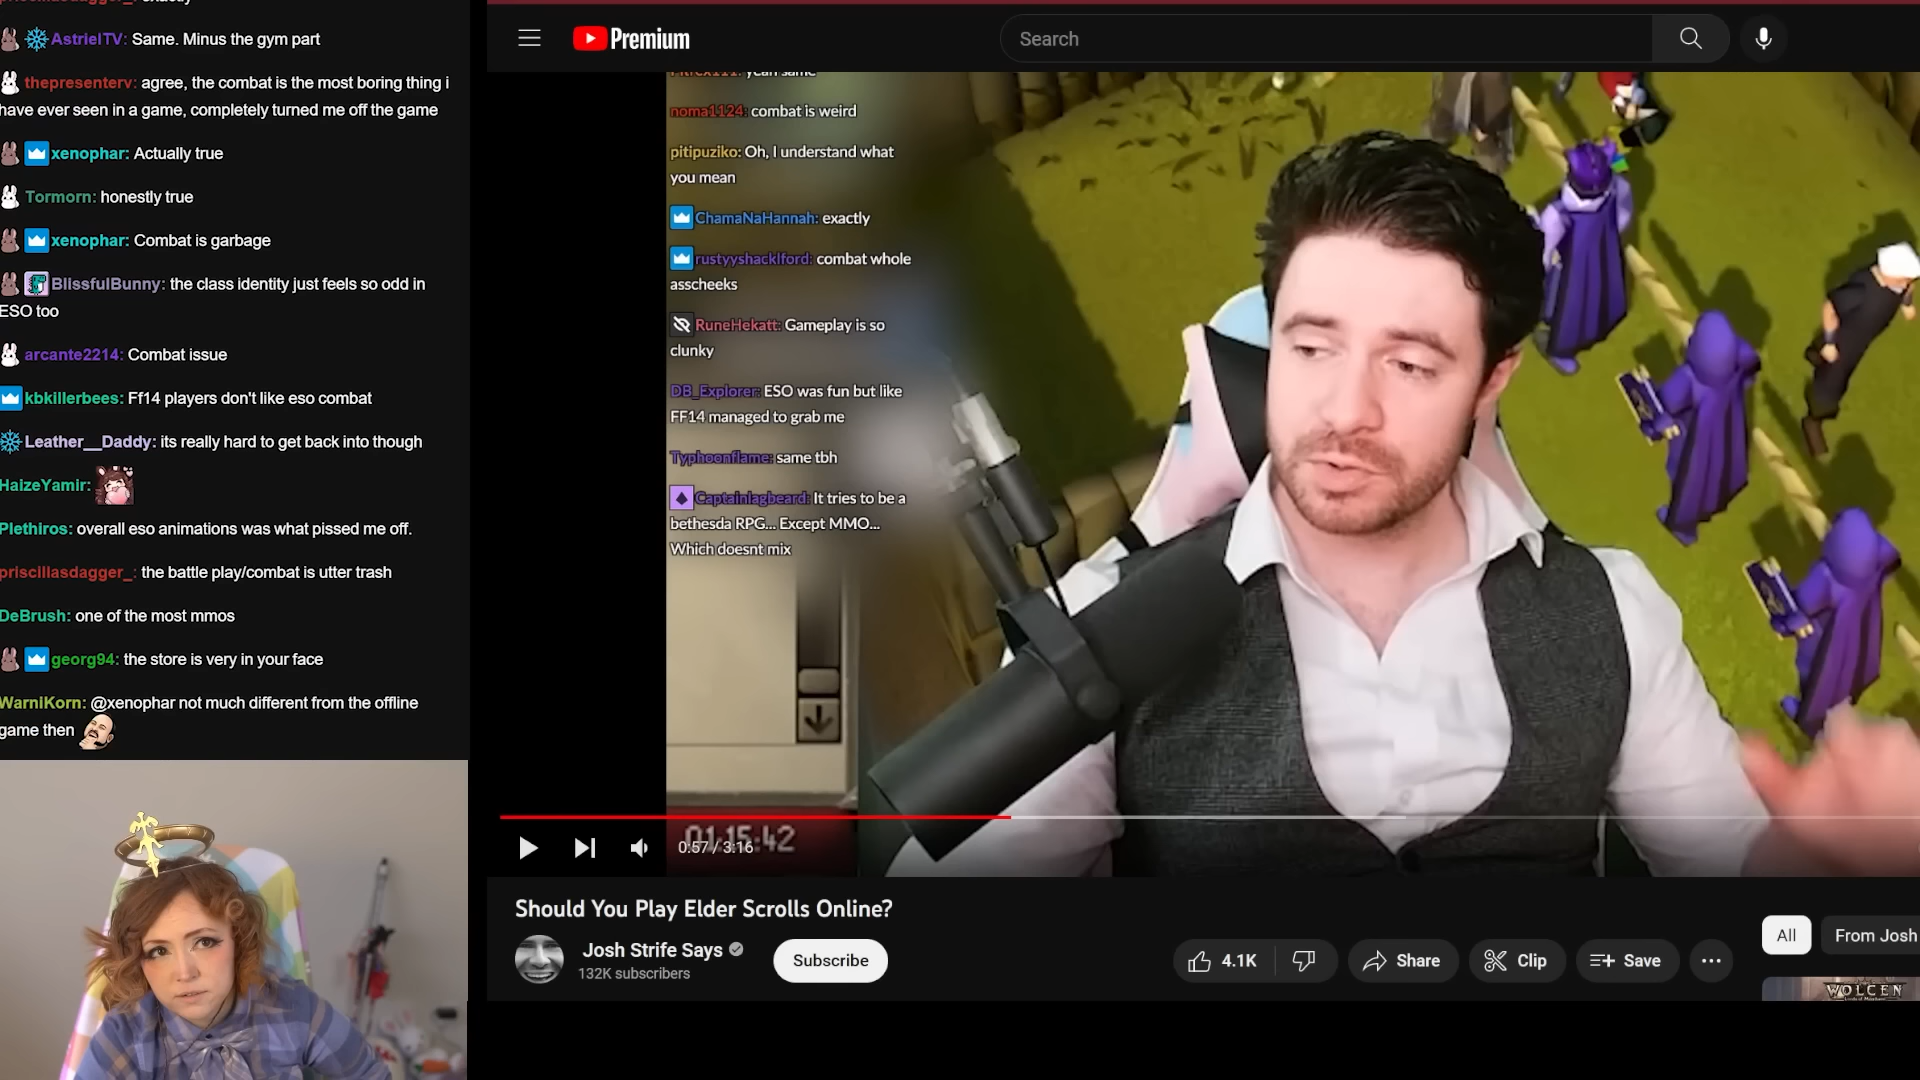 priscillasdagger_: exactly
AstrielTV: Same. Minus the gym part
thepresenterv: agree, the combat is the most boring thing i
have ever seen in a game, completely turned me off the game
xenophar: Actually true
Tormorn: honestly true
xenophar: Combat is garbage
BlissfulBunny: the class identity just feels so odd in
ESO too
arcante2214: Combat issue
kbkillerbees: Ff14 players don't like eso combat
Leather__Daddy: its really hard to get back into though
HaizeYamir:
Plethiros: overall eso animations was what pissed me off.
priscillasdagger_: the battle play/combat is utter trash
DeBrush: one of the most mmos
georg94: the store is very in your face
WarnIKorn: @xenophar not much different from the offline
game then
Premium
Search
yeah same
noma1124: combat is weird
pitipuziko: Oh, I understand what
you mean
ChamaNaHannah: exactly
rustyyshacklford: combat whole
asscheeks
RuneHekatt: Gameplay is so
clunky
DB_Explorer: ESO was fun but like
FF14 managed to grab me
Typhoonflame: same tbh
Captainlagbeard: It tries to be a
bethesda RPG... Except MMO...
Which doesnt mix
01:15:42
0:57 / 3:16
Should You Play Elder Scrolls Online?
Josh Strife Says
132K subscribers
Subscribe
4.1K
Share
Clip
Save
All
From Josh
WOLCEN